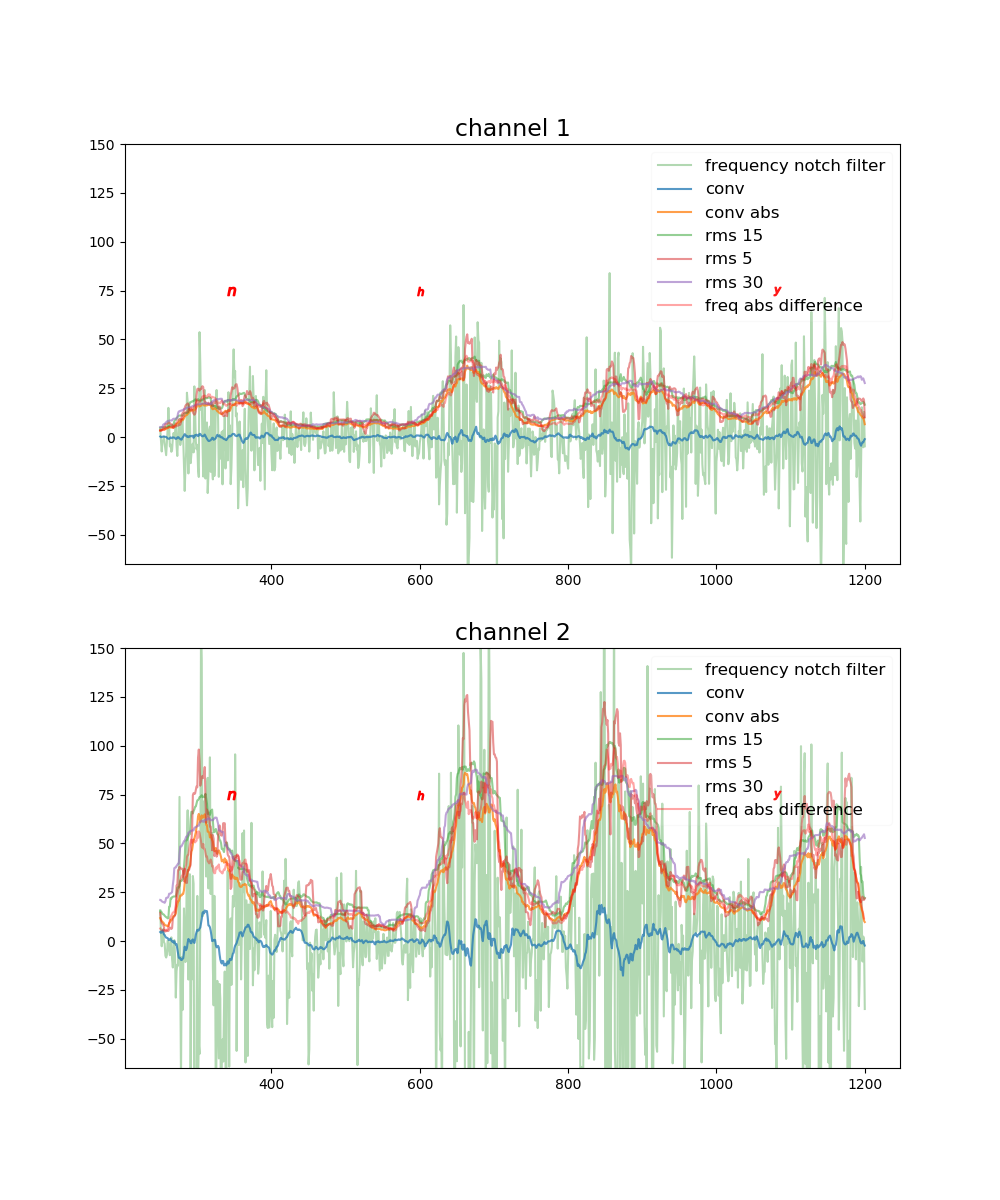 channel 1
150
125
100
75
50
25
0
−25
−50
frequency notch filter
conv
conv abs
rms 15
rms 5
rms 30
freq abs difference
n h y
400 600 800 1000 1200
channel 2
150
125
100
75
50
25
0
−25
−50
frequency notch filter
conv
conv abs
rms 15
rms 5
rms 30
freq abs difference
n h y
400 600 800 1000 1200